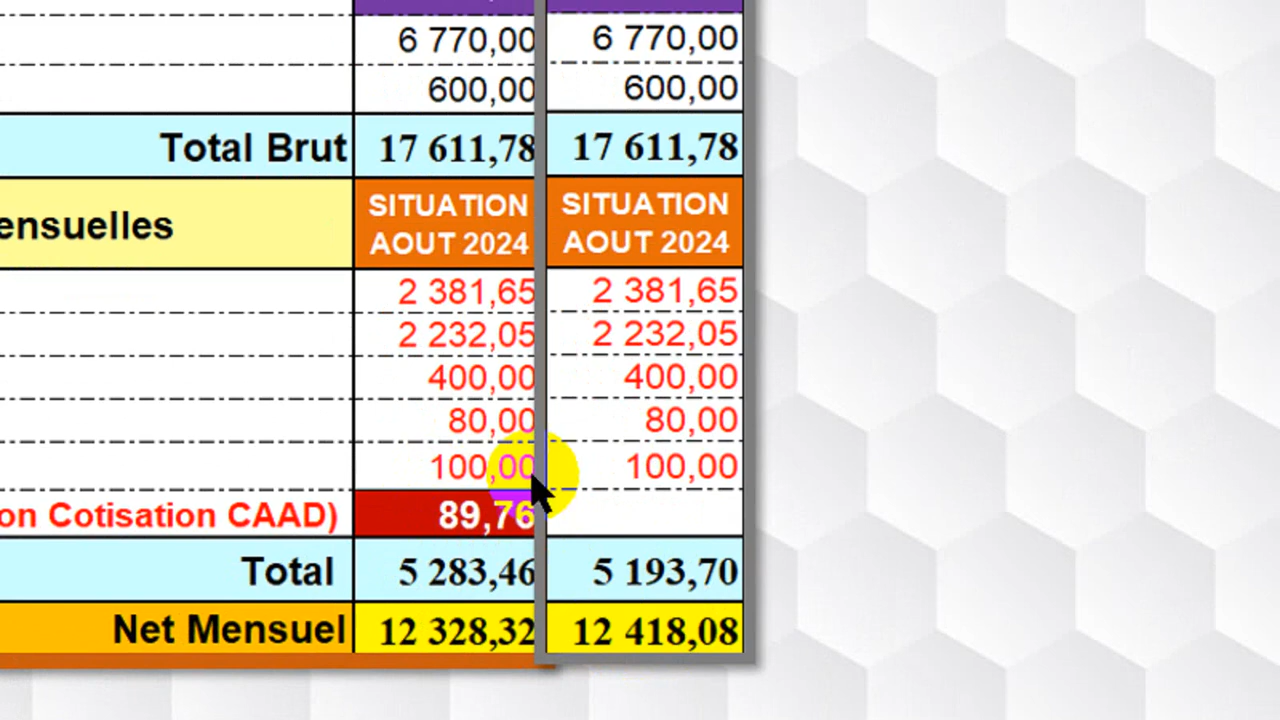 6 770,00 6 770,00
600,00 600,00
Total Brut 17 611,78 17 611,78
ensuelles SITUATION AOUT 2024 SITUATION AOUT 2024
2 381,65 2 381,65
2 232,05 2 232,05
400,00 400,00
80,00 80,00
100,00 100,00
on Cotisation CAAD) 89,76
Total 5 283,46 5 193,70
Net Mensuel 12 328,32 12 418,08